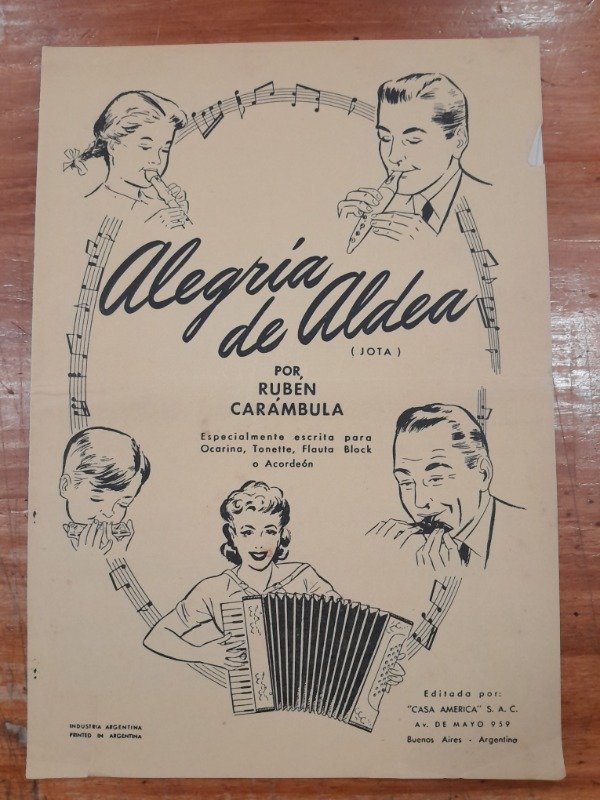 Alegría
de Aldea
(JOTA)
POR
RUBÉN
CARÁMBULA
Especialmente escrita para
Ocarina, Tonette, Flauta Block
o Acordeón
Editada por:
"CASA AMERICA" S. A. C.
Av. DE MAYO 959
Buenos Aires - Argentina
INDUSTRIA ARGENTINA
PRINTED IN ARGENTINA